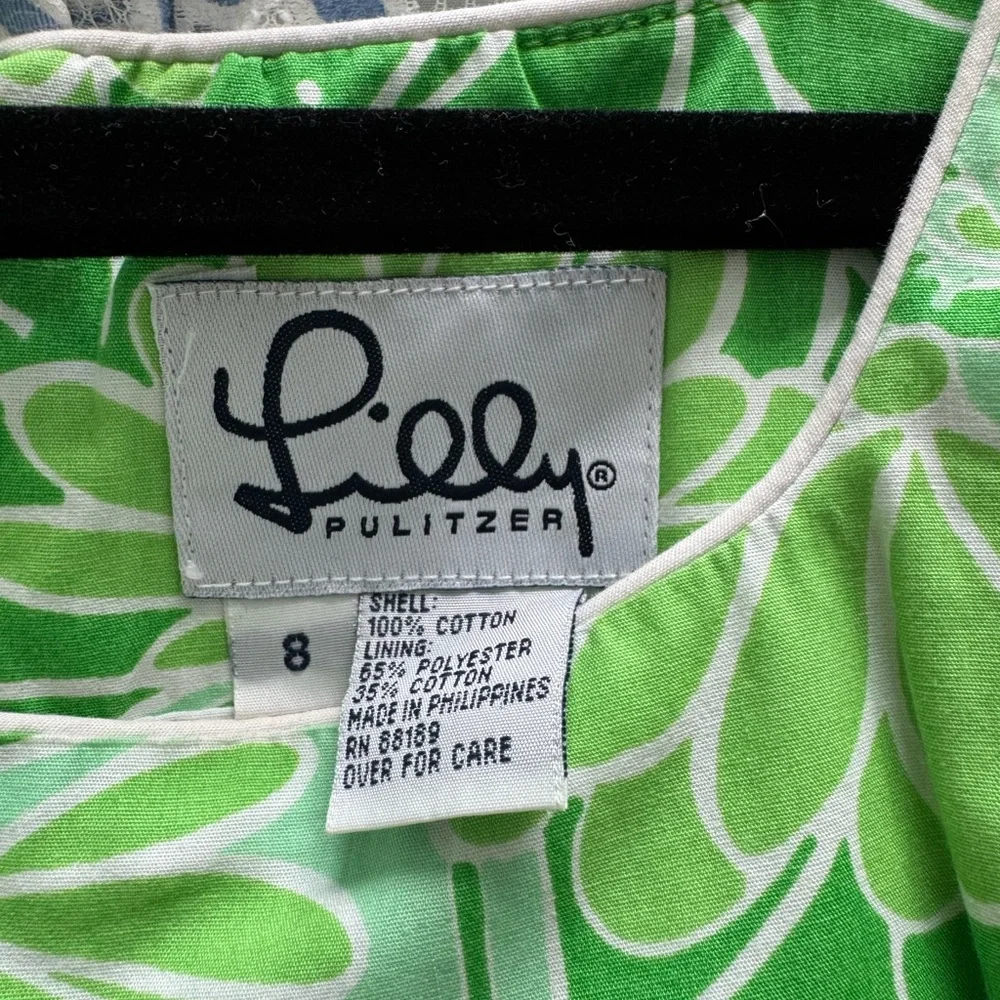 Lilly®
PULITZER
8
SHELL:
100% COTTON
LINING:
65% POLYESTER
35% COTTON
MADE IN PHILIPPINES
RN 88189
OVER FOR CARE